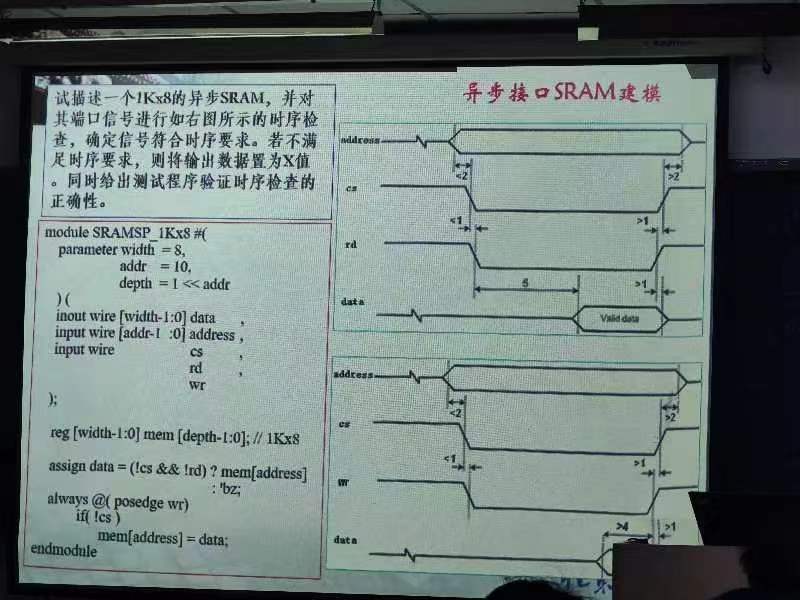 异步接口SRAM建模
试描述一个1Kx8的异步SRAM，并对
其端口信号进行如右图所示的时序检
查，确定信号符合时序要求。若不满
足时序要求，则将输出数据置为X值
。同时给出测试程序验证时序检查的
正确性。
module SRAMSP_1Kx8 #(
parameter width = 8,
addr = 10,
depth = 1 << addr
) (
inout wire [width-1:0] data ,
input wire [addr-1 :0] address ,
input wire cs ,
rd ,
wr
);
reg [width-1:0] mem [depth-1:0]; // 1Kx8
assign data = (!cs && !rd) ? mem[address]
: 'bz;
always @( posedge wr)
if( !cs )
mem[address] = data;
endmodule
address
<2
>2
cs
<1
>1
rd
5
>1
data
Valid data
address
<2
>2
cs
<1
>1
>4
>1
data